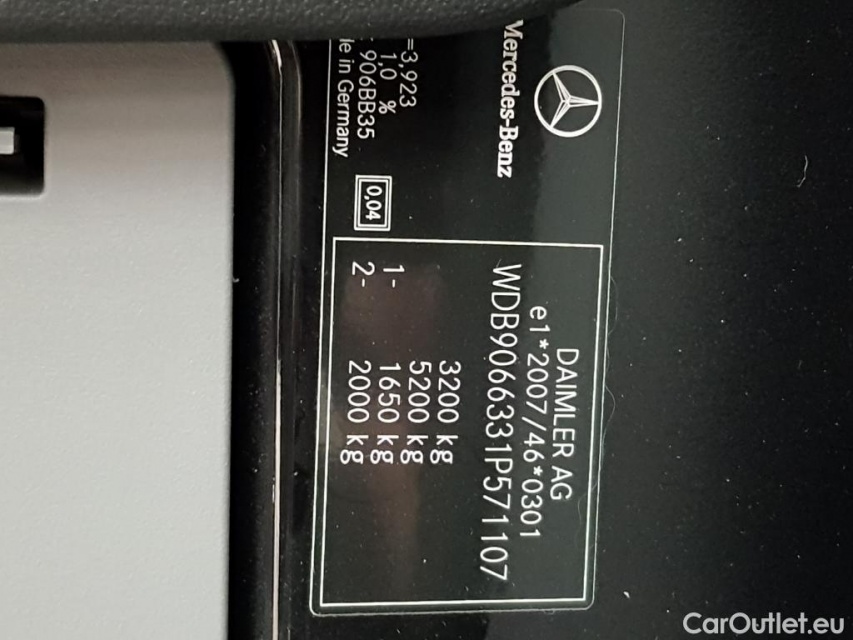 Mercedes-Benz
=3,923
1,0 %
906BB35
in Germany
0,04
DAIMLER AG
e1*2007/46*0301
WDB9066331P571107
3200 kg
5200 kg
1- 1650 kg
2- 2000 kg
CarOutlet.eu